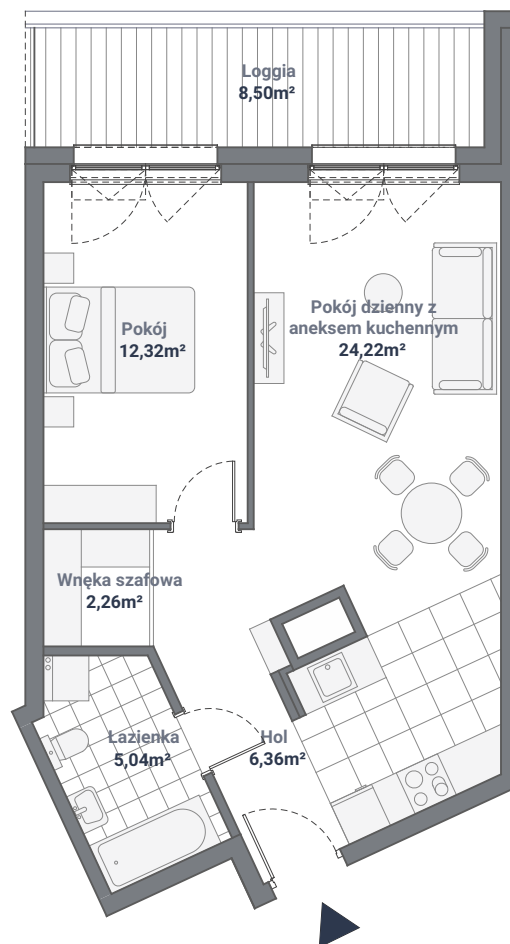 Loggia
8,50m²
Pokój
12,32m²
Pokój dzienny z
aneksem kuchennym
24,22m²
Wnęka szafowa
2,26m²
Łazienka
5,04m²
Hol
6,36m²